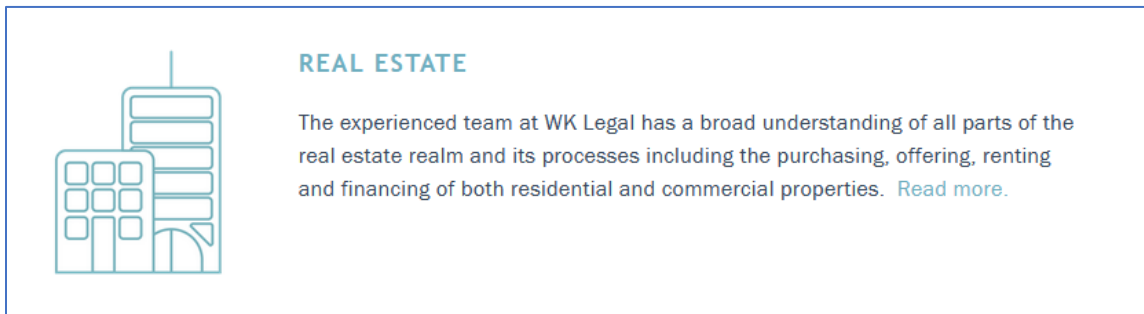 REAL ESTATE
The experienced team at WK Legal has a broad understanding of all parts of the
real estate realm and its processes including the purchasing, offering, renting
and financing of both residential and commercial properties.  Read more.